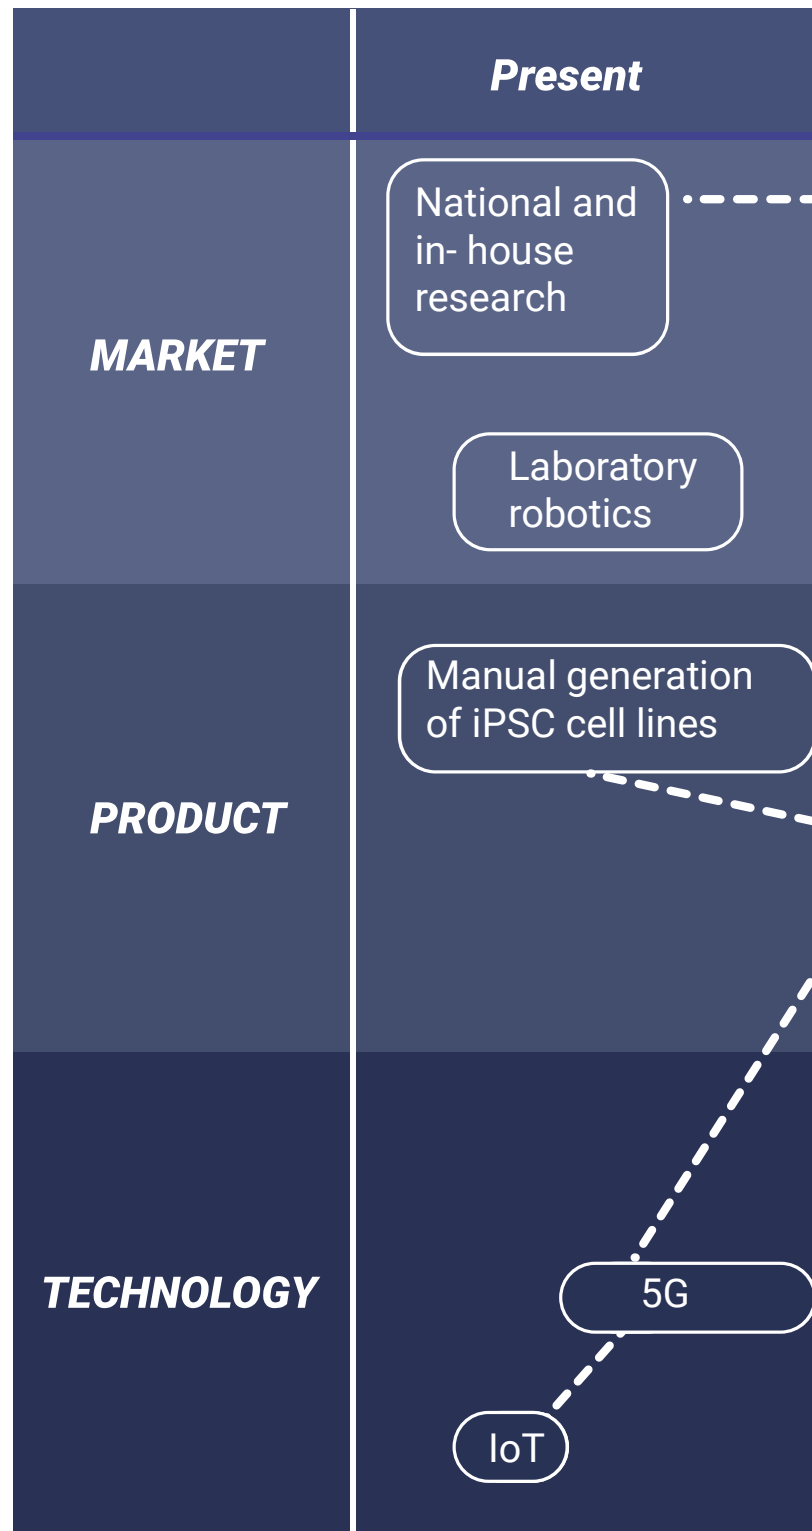 Present
MARKET
National and
in- house
research
Laboratory
robotics
PRODUCT
Manual generation
of iPSC cell lines
TECHNOLOGY
5G
IoT